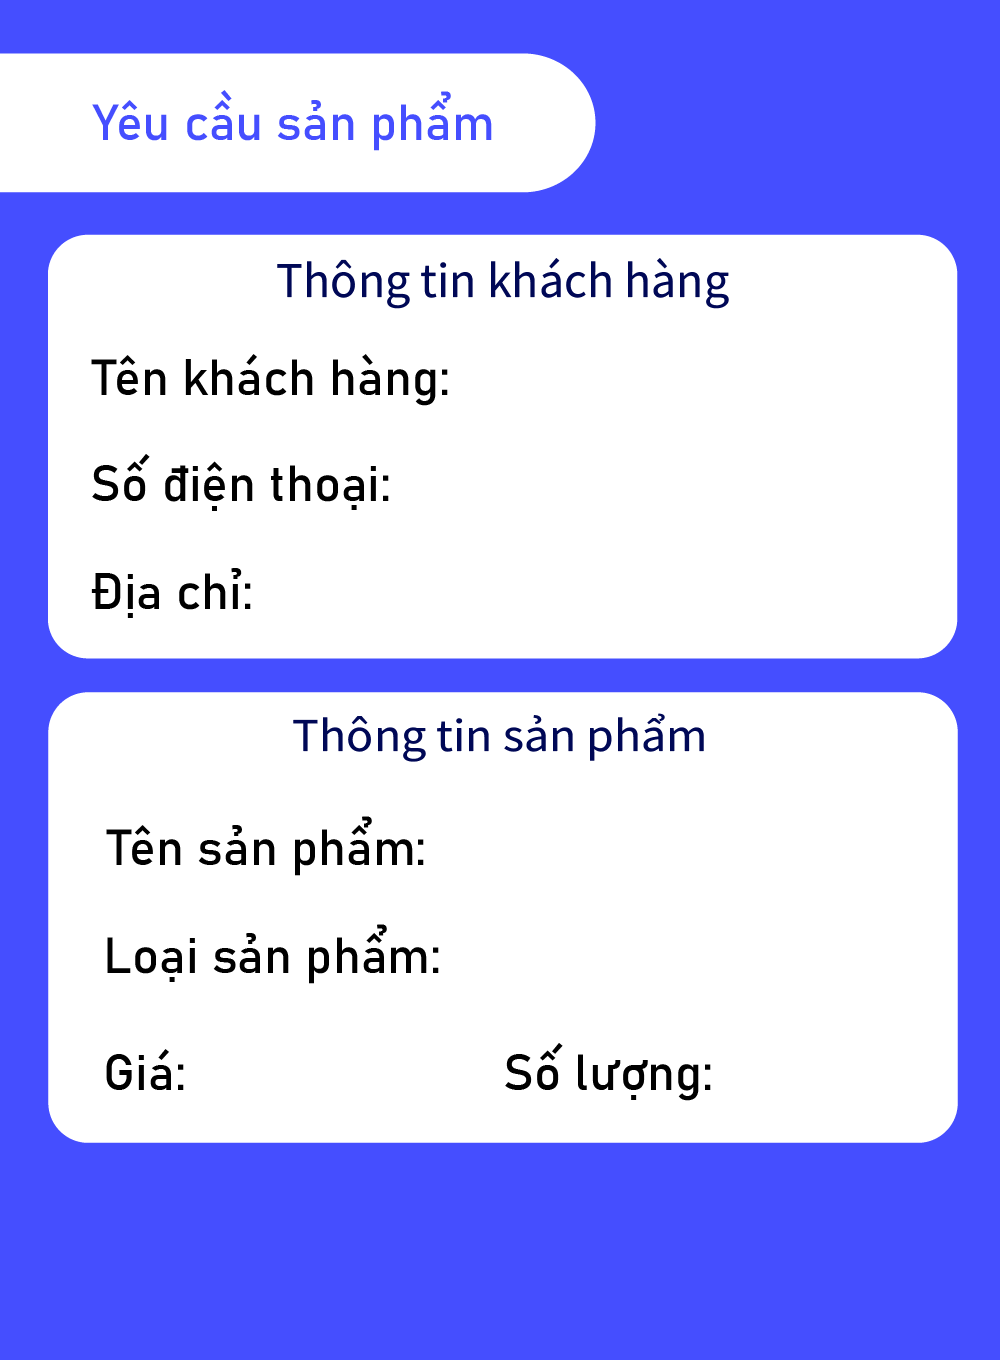 Yêu cầu sản phẩm
Thông tin khách hàng
Tên khách hàng:
Số điện thoại:
Địa chỉ:
Thông tin sản phẩm
Tên sản phẩm:
Loại sản phẩm:
Giá: Số lượng: